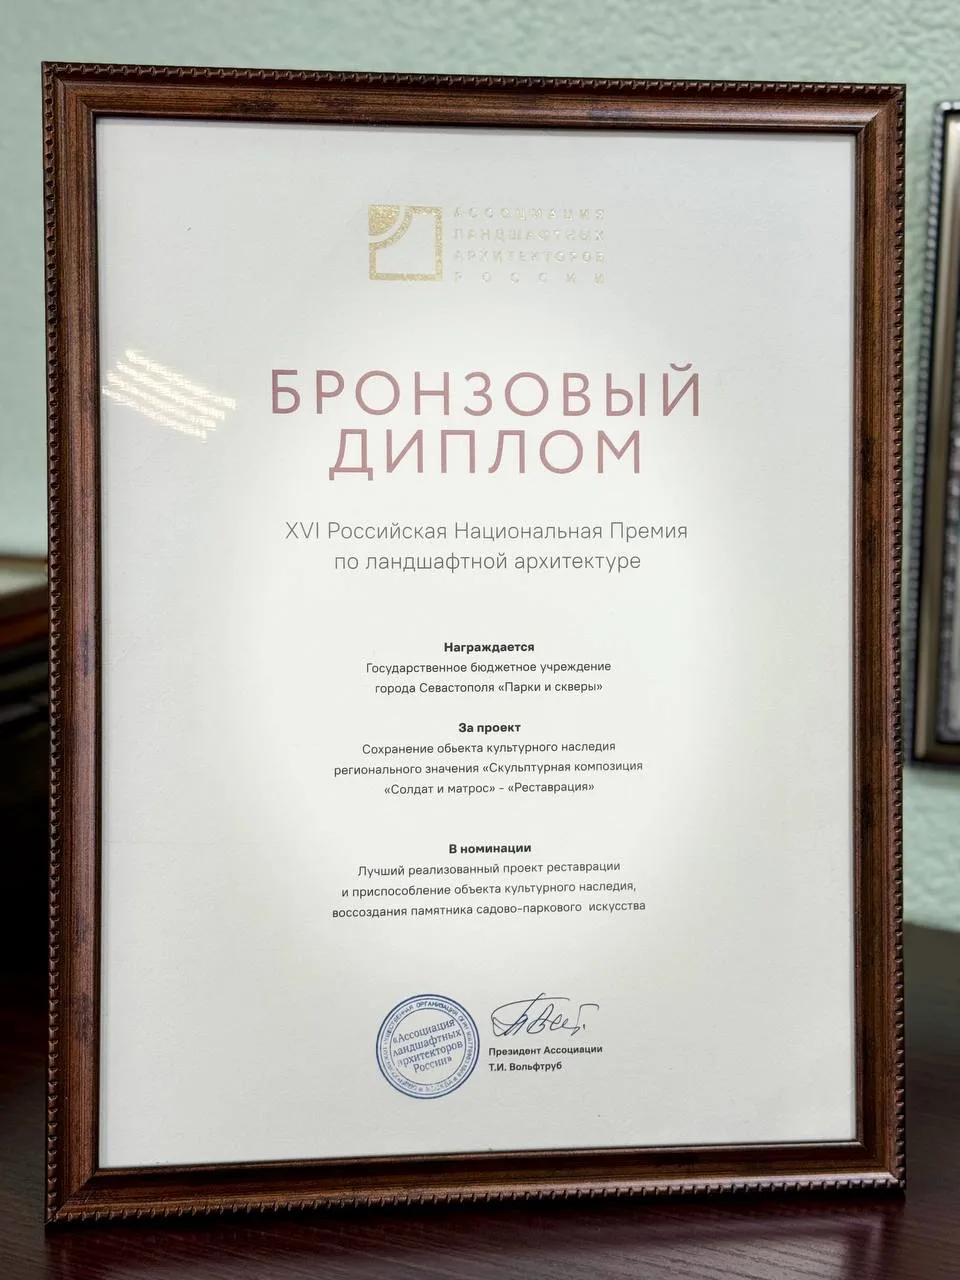 АССОЦИАЦИЯ
ЛАНДШАФТНЫХ
АРХИТЕКТОРОВ
РОССИИ
БРОНЗОВЫЙ
ДИПЛОМ
XVI Российская Национальная Премия
по ландшафтной архитектуре
Награждается
Государственное бюджетное учреждение
города Севастополя «Парки и скверы»
За проект
Сохранение обьекта культурного наследия
регионального значения «Скульптурная композиция
«Солдат и матрос» - «Реставрация»
В номинации
Лучший реализованный проект реставрации
и приспособление объекта культурного наследия,
воссоздания памятника садово-паркового искусства
«Ассоциация
ландшафтных
архитекторов
России»
Президент Ассоциации
Т.И. Вольфтруб